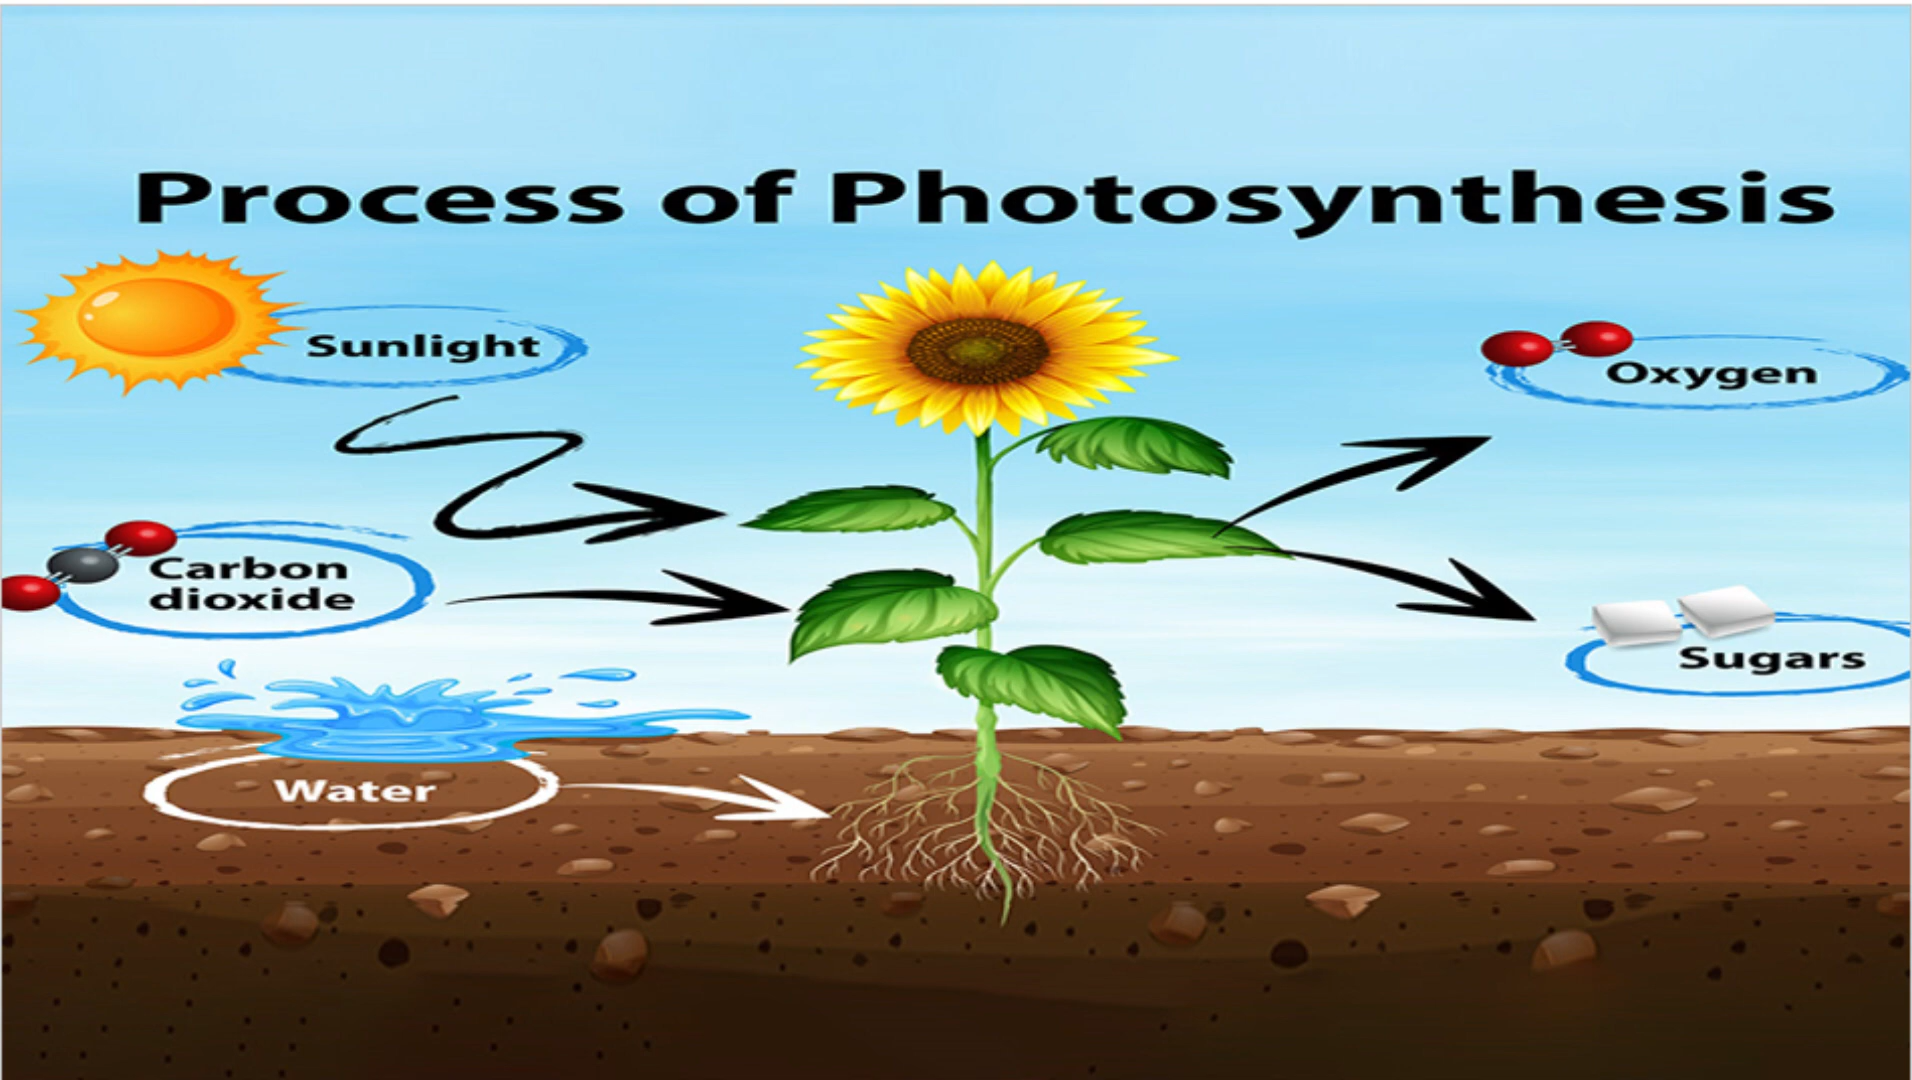 Process of Photosynthesis
Sunlight
Oxygen
Carbon
dioxide
Sugars
Water